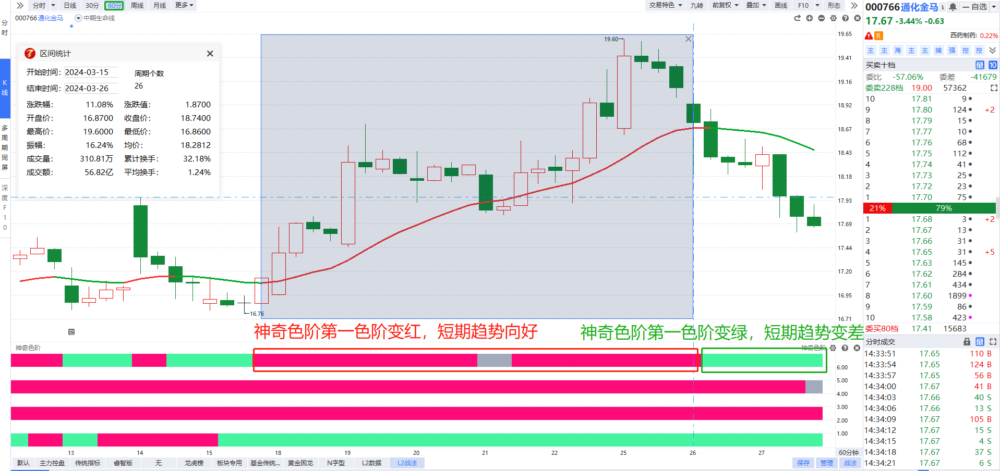 分时 日线 30分 60分 周线 月线 更多 交易特色 九转 前复权 叠加 画线 F10 形态
000766通化金马 中期生命线
分时
K线
多周期同屏
深度F10
区间统计
开始时间: 2024-03-15 周期个数
结束时间: 2024-03-26 26
涨跌幅: 11.08% 涨跌值: 1.8700
开盘价: 16.8700 收盘价: 18.7400
最高价: 19.6000 最低价: 16.8600
振幅: 16.24% 均价: 18.2812
成交量: 310.81万 累计换手: 32.18%
成交额: 56.82亿 平均换手: 1.24%
19.60
16.76
19.65
19.41
19.16
18.92
18.67
18.43
18.18
17.93
17.69
17.44
17.20
16.95
16.71
神奇色阶第一色阶变红，短期趋势向好
神奇色阶第一色阶变绿，短期趋势变差
神奇色阶 神奇色阶
6.00
5.00
4.00
3.00
2.00
1.00
13 14 15 18 19 20 21 22 25 26 27 60分钟
默认 主力控盘 传统指标 睿智版 无 龙虎榜 板块专用 基金传统... 黄金困龙 N字型 L2数据 L2战法 保存 管理 战法
000766 通化金马 自选
17.67 -3.44% -0.63
R 西药制药: 0.22%
主 主 海 主 主 捕 强 控 控
买卖十档 量 10
委比 -57.06% 委差 -41679
委卖228档 19.00 57362
10 17.81 9
9 17.80 124 +2
8 17.79 15
7 17.77 10
6 17.76 68
5 17.75 112
4 17.74 41
3 17.73 25
2 17.72 23
1 17.70 75
21% 79%
1 17.68 3 +2
2 17.67 13
3 17.66 31
4 17.65 31 +5
5 17.63 145
6 17.62 284
7 17.61 434
8 17.60 1899
9 17.59 86
10 17.58 423
委买80档 17.41 15683
分时成交 量
14:33:51 17.65 110 B
14:33:54 17.65 124 B
14:33:57 17.65 56 B
14:34:00 17.67 41 B
14:34:03 17.66 40 S
14:34:06 17.66 13 S
14:34:09 17.67 105 B
14:34:12 17.67 15 S
14:34:15 17.67 4 S
14:34:18 17.67 37 S
14:34:21 17.67 6 S